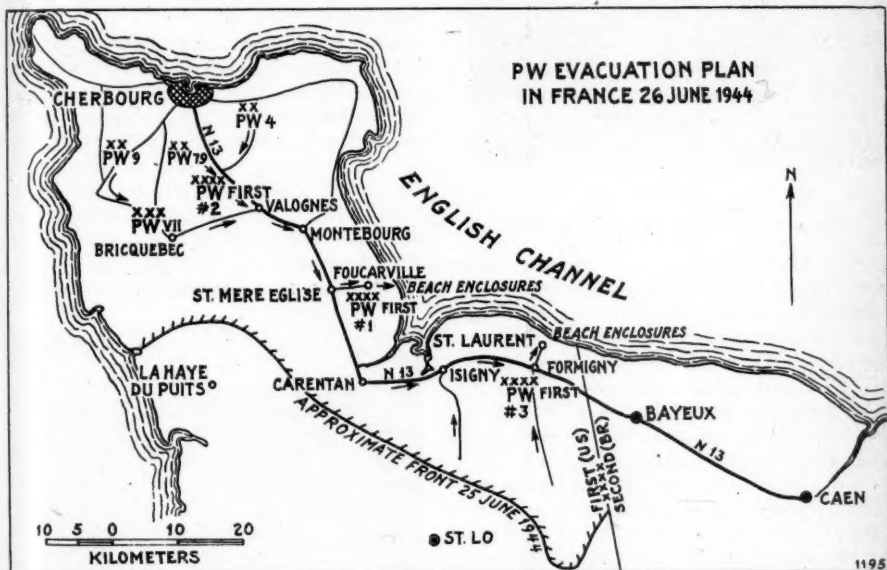 PW EVACUATION PLAN
IN FRANCE 26 JUNE 1944
CHERBOURG
N 13
XX
PW 4
XX
PW 9
XX
PW 79
XXXX
PW FIRST
#2
XXX
PW VII
VALOGNES
BRICQUEBEC
MONTEBOURG
ENGLISH CHANNEL
N
FOUCARVILLE
BEACH ENCLOSURES
ST. MERE EGLISE
XXXX
PW FIRST
#1
ST. LAURENT
BEACH ENCLOSURES
LA HAYE
DU PUITS
CARENTAN
N 13
ISIGNY
FORMIGNY
XXXX
PW FIRST
#3
BAYEUX
N 13
CAEN
APPROXIMATE FRONT 25 JUNE 1944
FIRST (US)
XXXX
SECOND (BR)
ST. LO
10 5 0 10 20
KILOMETERS
1195